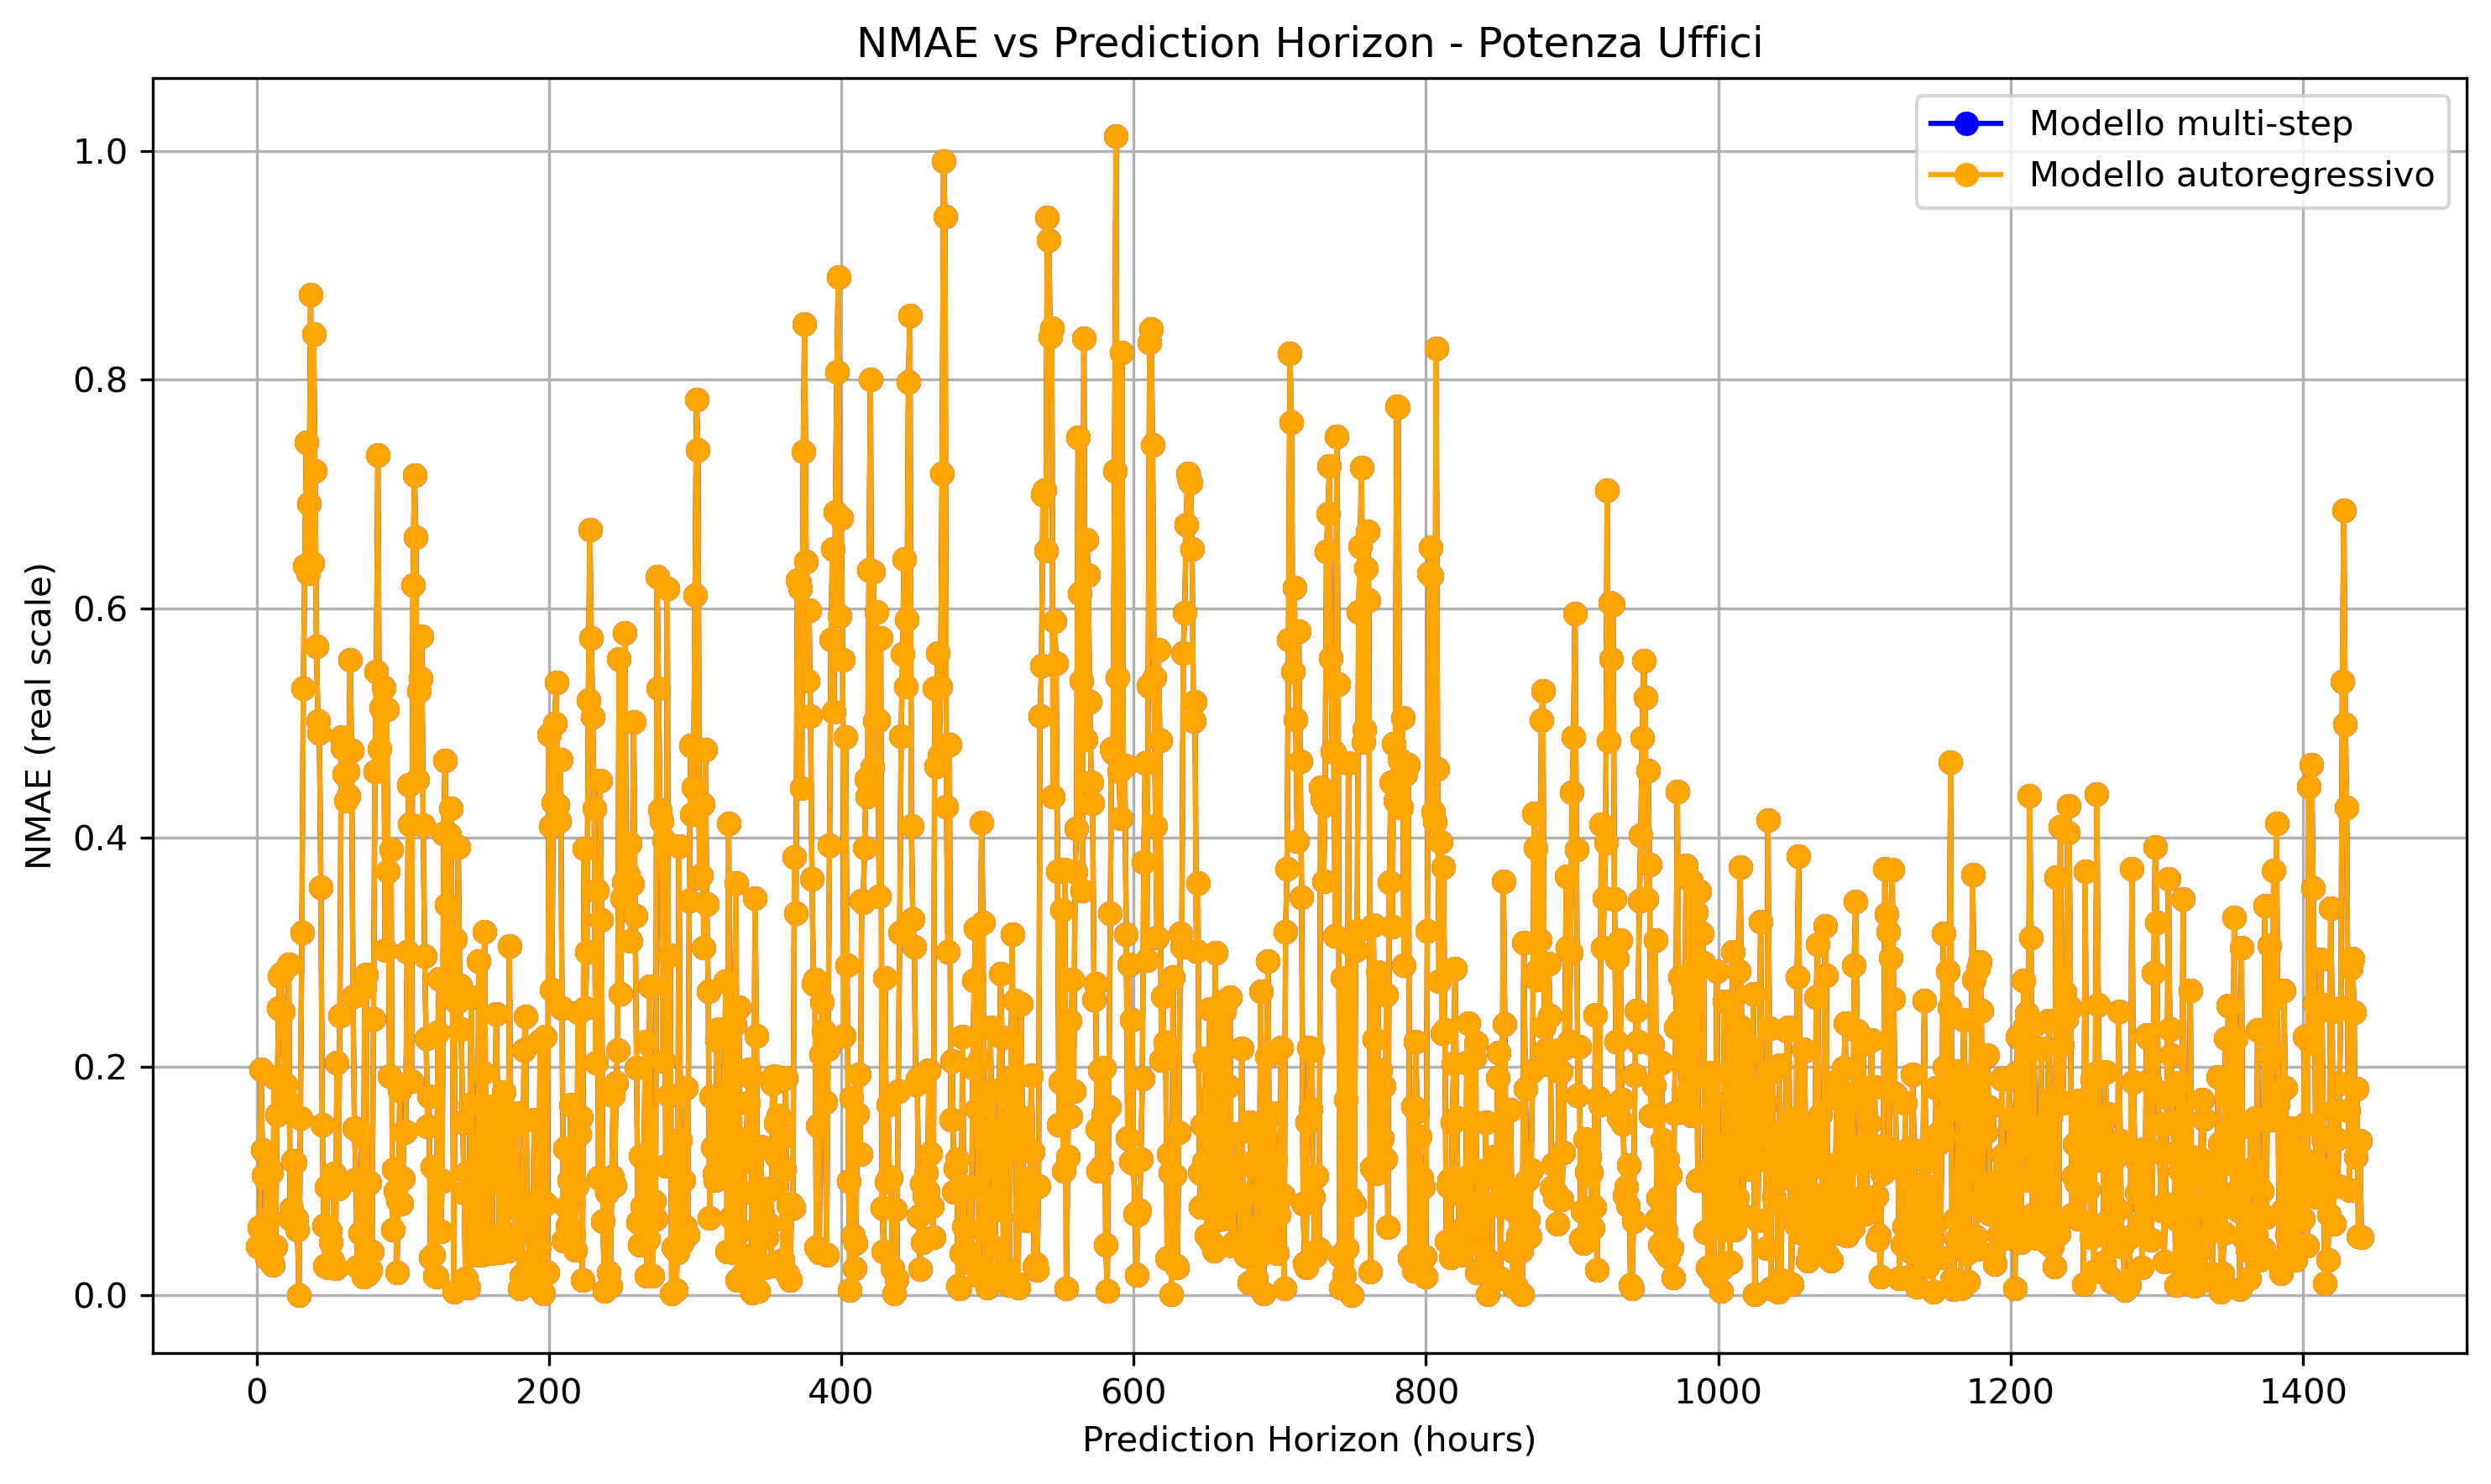 NMAE vs Prediction Horizon - Potenza Uffici
Modello multi-step
Modello autoregressivo
NMAE (real scale)
1.0
0.8
0.6
0.4
0.2
0.0
0 200 400 600 800 1000 1200 1400
Prediction Horizon (hours)